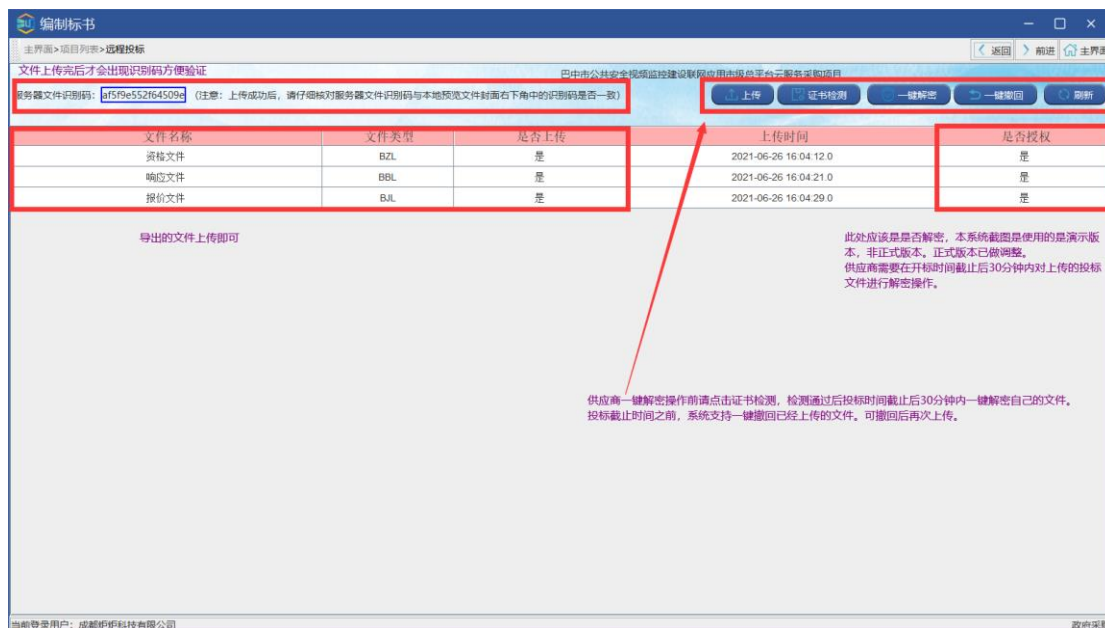 编制标书
主界面>项目列表>远程投标
返回 前进 主界面
文件上传完后才会出现识别码方便验证
巴中市公共安全视频监控建设联网应用市级总平台云服务采购项目
服务器文件识别码: af5f9e552f64509e (注意: 上传成功后, 请仔细核对服务器文件识别码与本地预览文件封面右下角中的识别码是否一致)
上传 证书检测 一键解密 一键撤回 刷新
文件名称 文件类型 是否上传 上传时间 是否授权
资格文件 BZL 是 2021-06-26 16:04:12.0 是
响应文件 BBL 是 2021-06-26 16:04:21.0 是
报价文件 BJL 是 2021-06-26 16:04:29.0 是
导出的文件上传即可
此处应该是是否解密, 本系统截图是使用的是演示版
本, 非正式版本。正式版本已做调整。
供应商需要在开标时间截止后30分钟内对上传的投标
文件进行解密操作。
供应商一键解密操作前请点击证书检测, 检测通过后投标时间截止后30分钟内一键解密自己的文件。
投标截止时间之前, 系统支持一键撤回已经上传的文件。可撤回后再次上传。
当前登录用户: 成都炬炬科技有限公司
政府采购